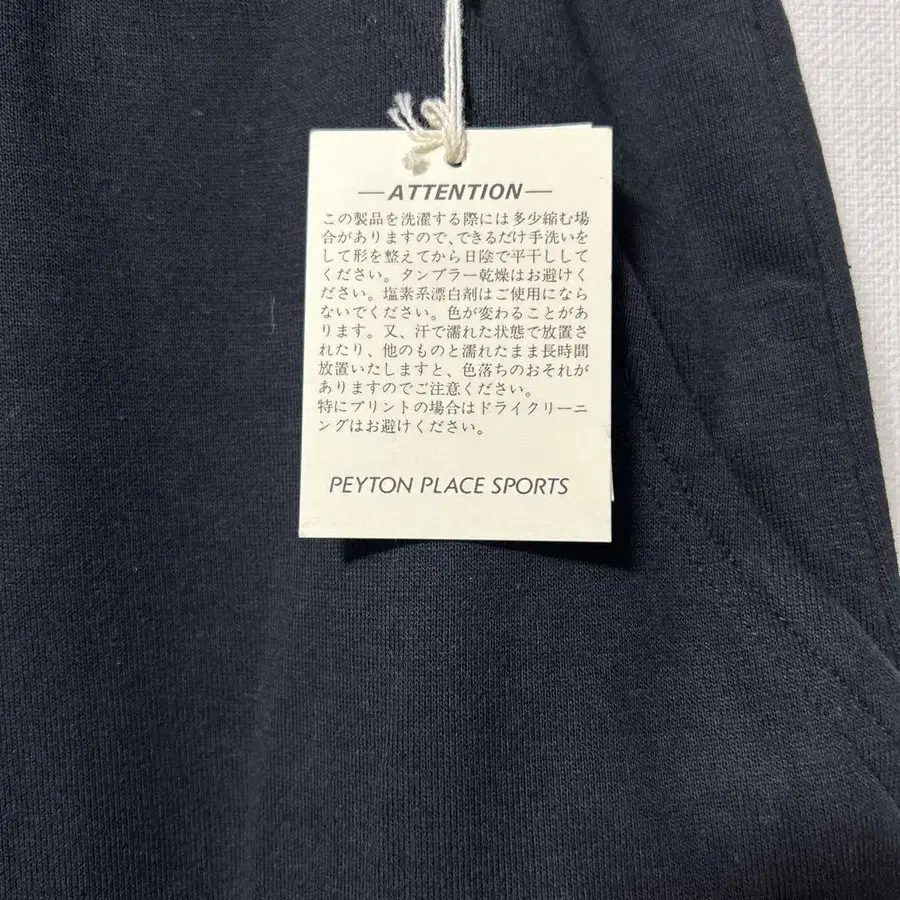 —ATTENTION—
この製品を洗濯する際には多少縮む場
合がありますので、できるだけ手洗いを
して形を整えてから日陰で平干ししてし
ください。タンブラー乾燥はお避けく
ださい。塩素系漂白剤はご使用になら
ないでください。色が変わることがあ
ります。又、汗で濡れた状態で放置さ
れたり、他のものと濡れたまま長時間
放置いたしますと、色落ちのおそれが
ありますのでご注意ください。
特にプリントの場合はドライクリーニ
ングはお避けください。
PEYTON PLACE SPORTS